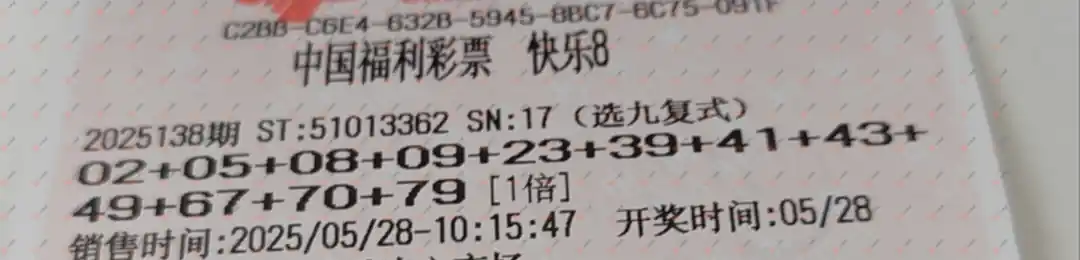 C2BB-C6E4-632B-5945-8BC7-6C75-091F
中国福利彩票 快乐8
2025138期 ST:51013362 SN:17 (选九复式)
02+05+08+09+23+39+41+43+
49+67+70+79 [1倍]
销售时间:2025/05/28-10:15:47 开奖时间:05/28